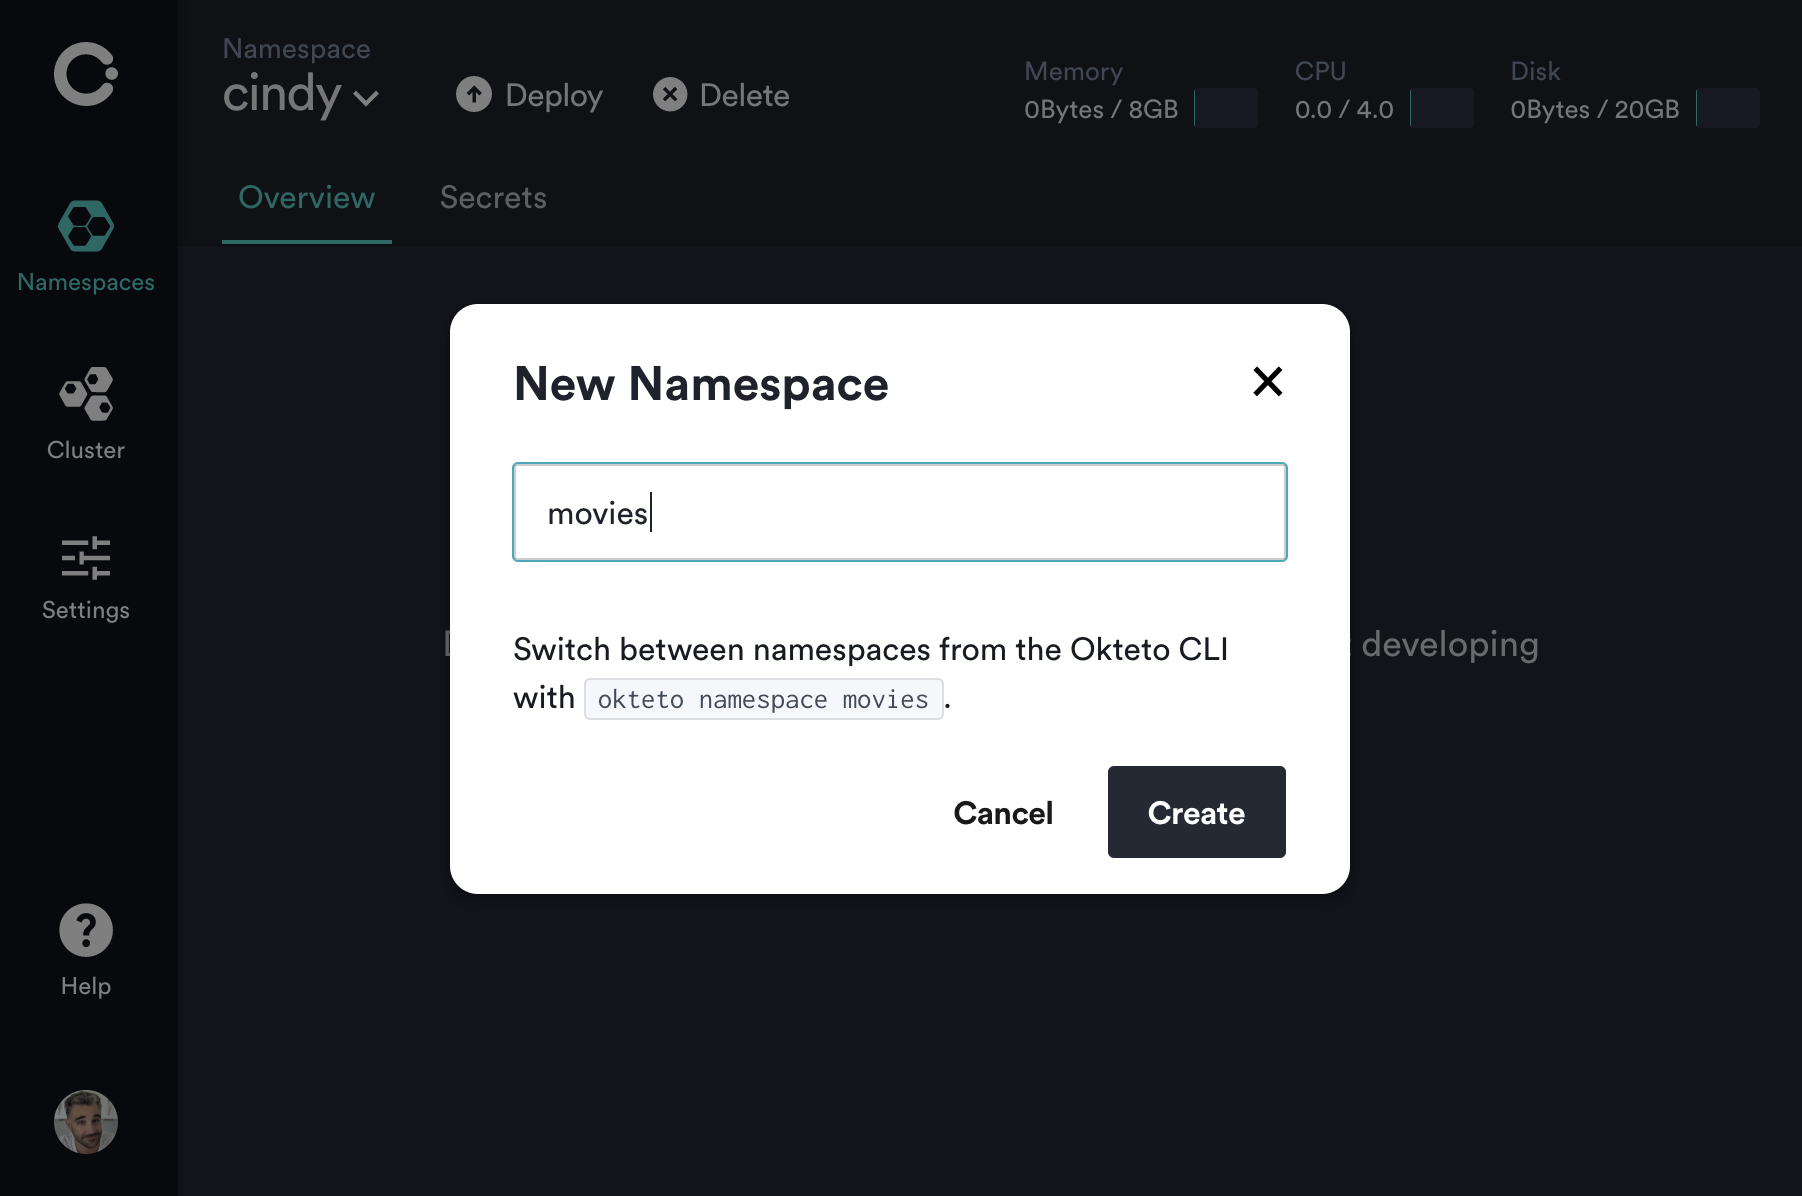 Namespace
cindy
Deploy
Delete
Memory
0Bytes / 8GB
CPU
0.0 / 4.0
Disk
0Bytes / 20GB
Overview
Secrets
Namespaces
Cluster
Settings
Help
developing
New Namespace
movies
Switch between namespaces from the Okteto CLI
with okteto namespace movies.
Cancel
Create